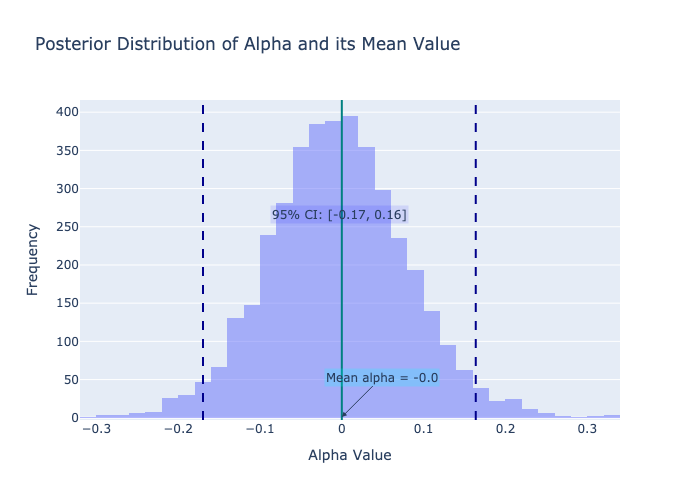 Posterior Distribution of Alpha and its Mean Value
400
350
300
250
200
150
100
50
0
Frequency
95% CI: [-0.17, 0.16]
Mean alpha = -0.0
−0.3 −0.2 −0.1 0 0.1 0.2 0.3
Alpha Value